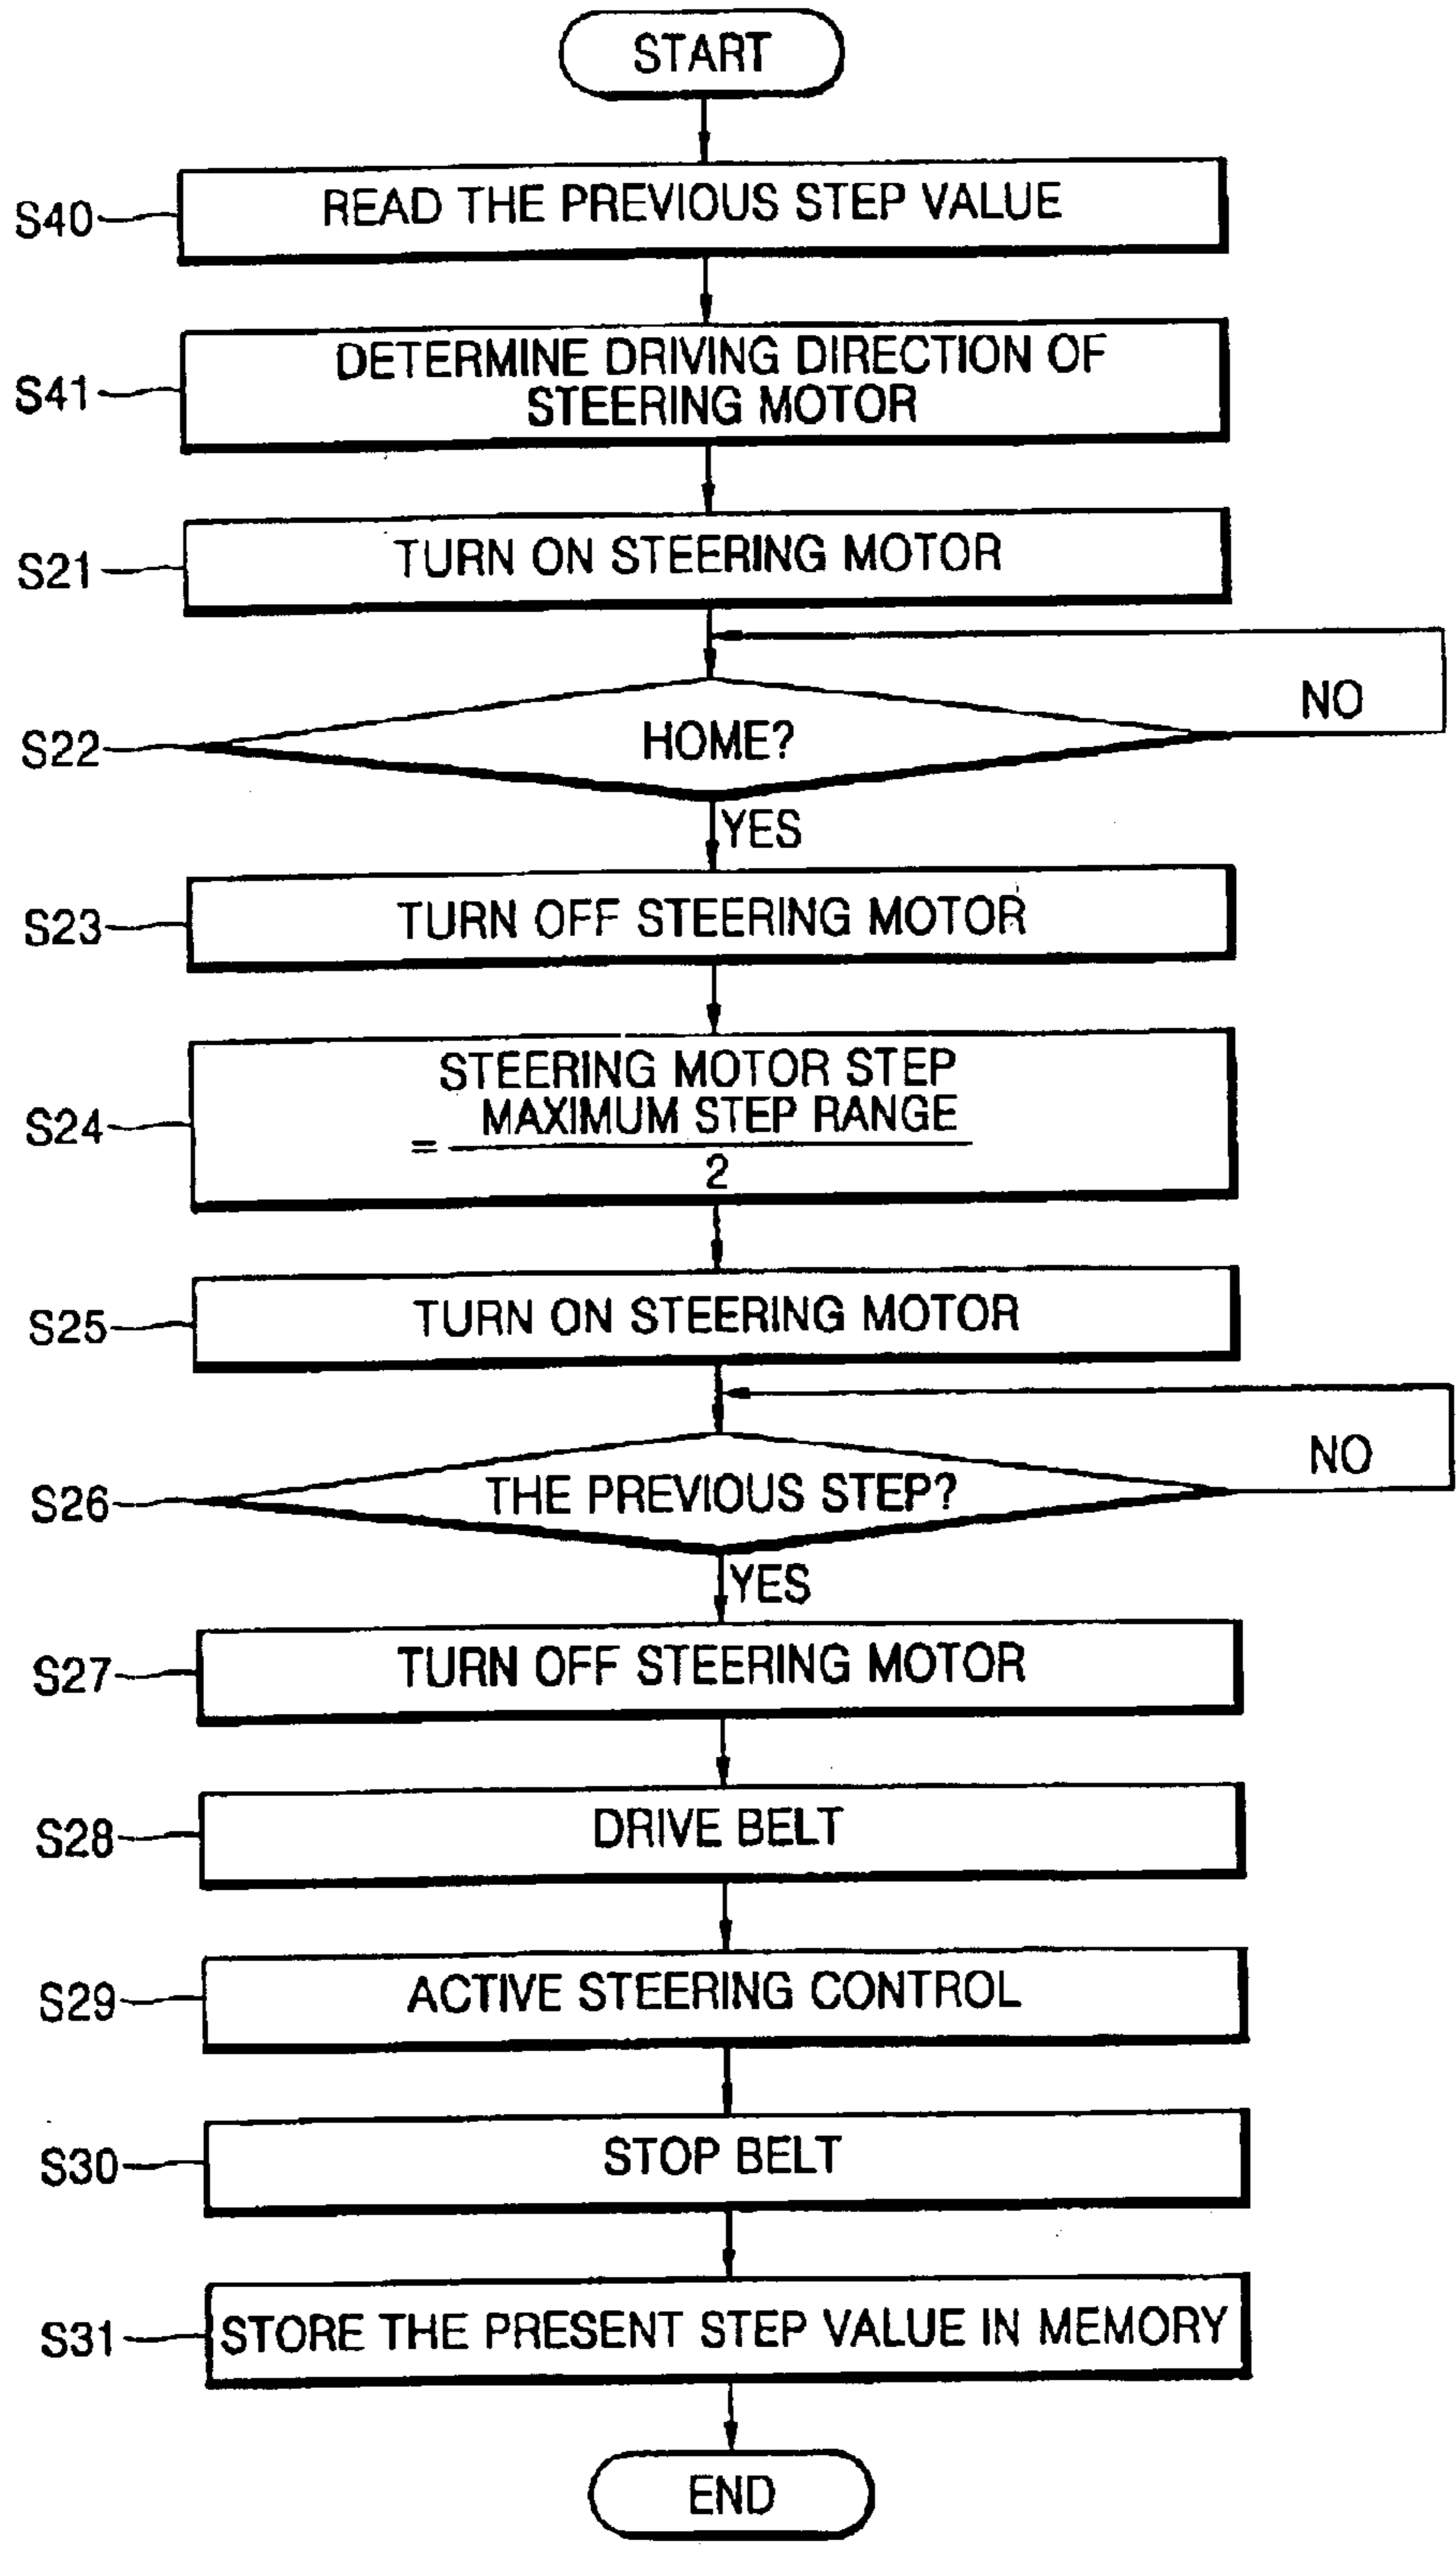 START
S40
READ THE PREVIOUS STEP VALUE
S41
DETERMINE DRIVING DIRECTION OF
STEERING MOTOR
S21
TURN ON STEERING MOTOR
S22
HOME?
NO
YES
S23
TURN OFF STEERING MOTOR
S24
STEERING MOTOR STEP
MAXIMUM STEP RANGE
=
2
S25
TURN ON STEERING MOTOR
S26
THE PREVIOUS STEP?
NO
YES
S27
TURN OFF STEERING MOTOR
S28
DRIVE BELT
S29
ACTIVE STEERING CONTROL
S30
STOP BELT
S31
STORE THE PRESENT STEP VALUE IN MEMORY
END